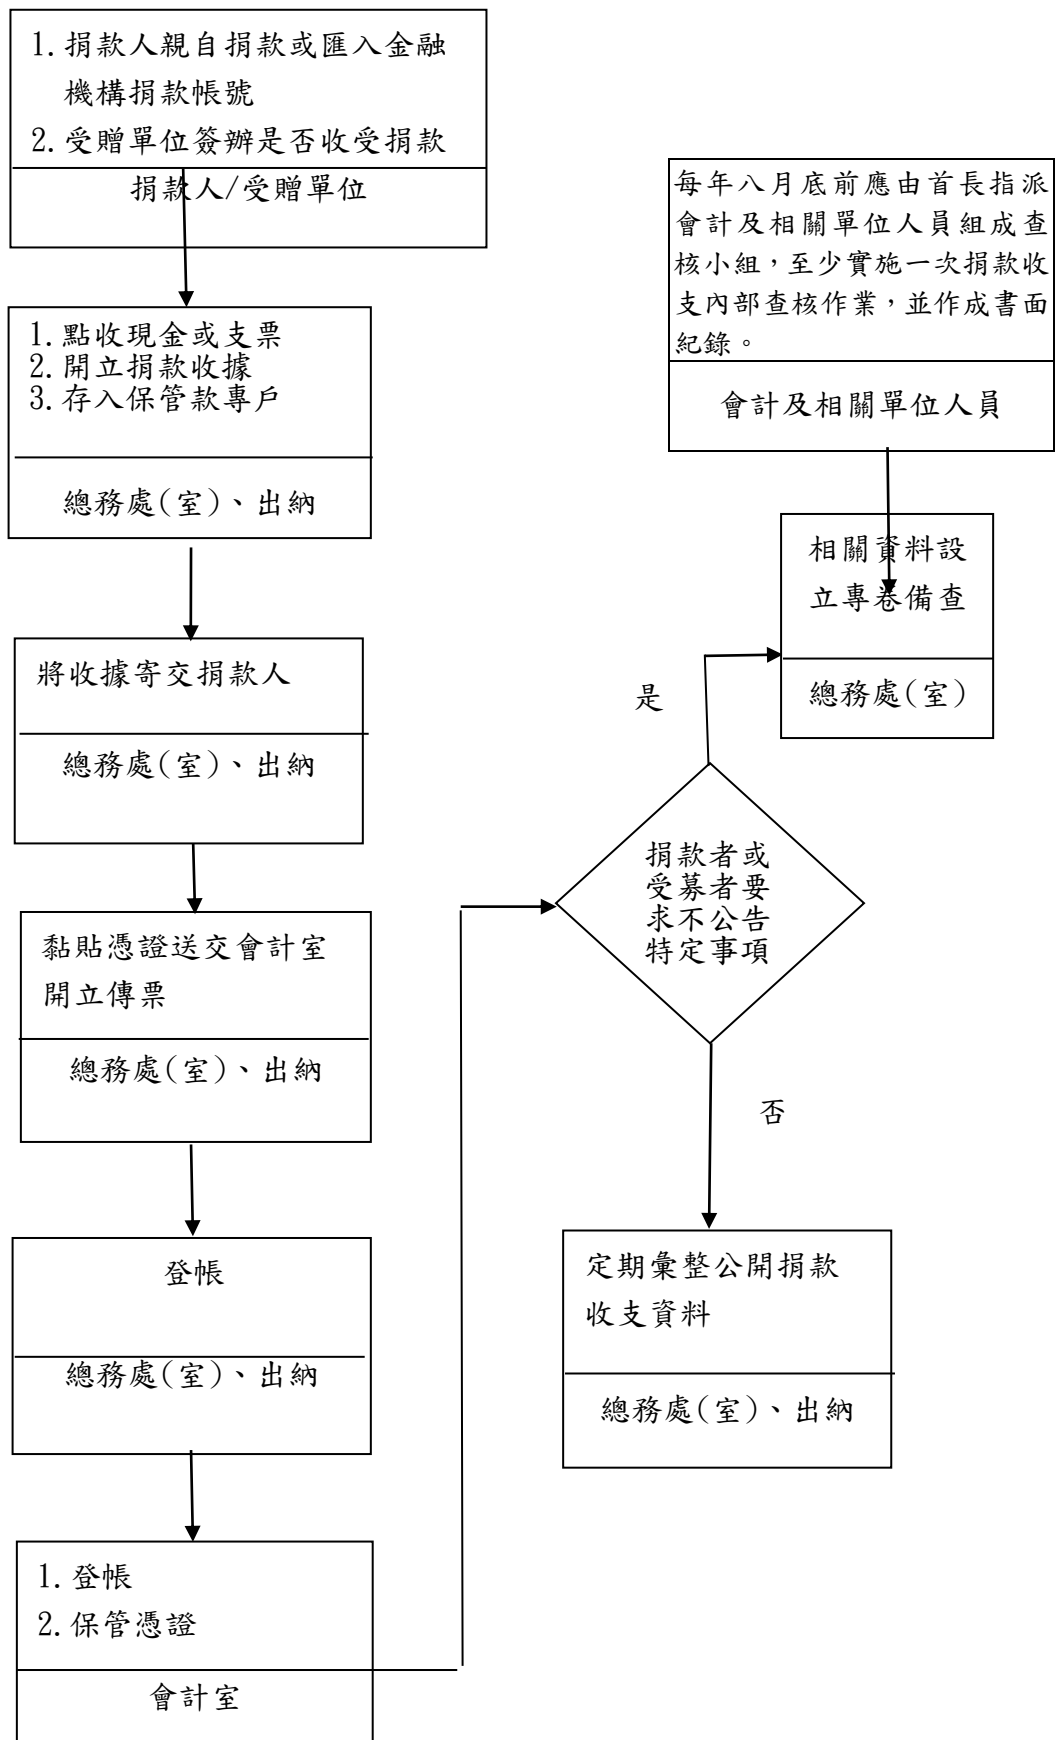 1.捐款人親自捐款或匯入金融
機構捐款帳號
2.受贈單位簽辦是否收受捐款
捐款人/受贈單位
1.點收現金或支票
2.開立捐款收據
3.存入保管款專戶
總務處(室)、出納
將收據寄交捐款人
總務處(室)、出納
黏貼憑證送交會計室
開立傳票
總務處(室)、出納
登帳
總務處(室)、出納
1.登帳
2.保管憑證
會計室
每年八月底前應由首長指派
會計及相關單位人員組成查
核小組，至少實施一次捐款收
支內部查核作業，並作成書面
紀錄。
會計及相關單位人員
相關資料設
立專卷備查
總務處(室)
是
捐款者或
受募者要
求不公告
特定事項
否
定期彙整公開捐款
收支資料
總務處(室)、出納